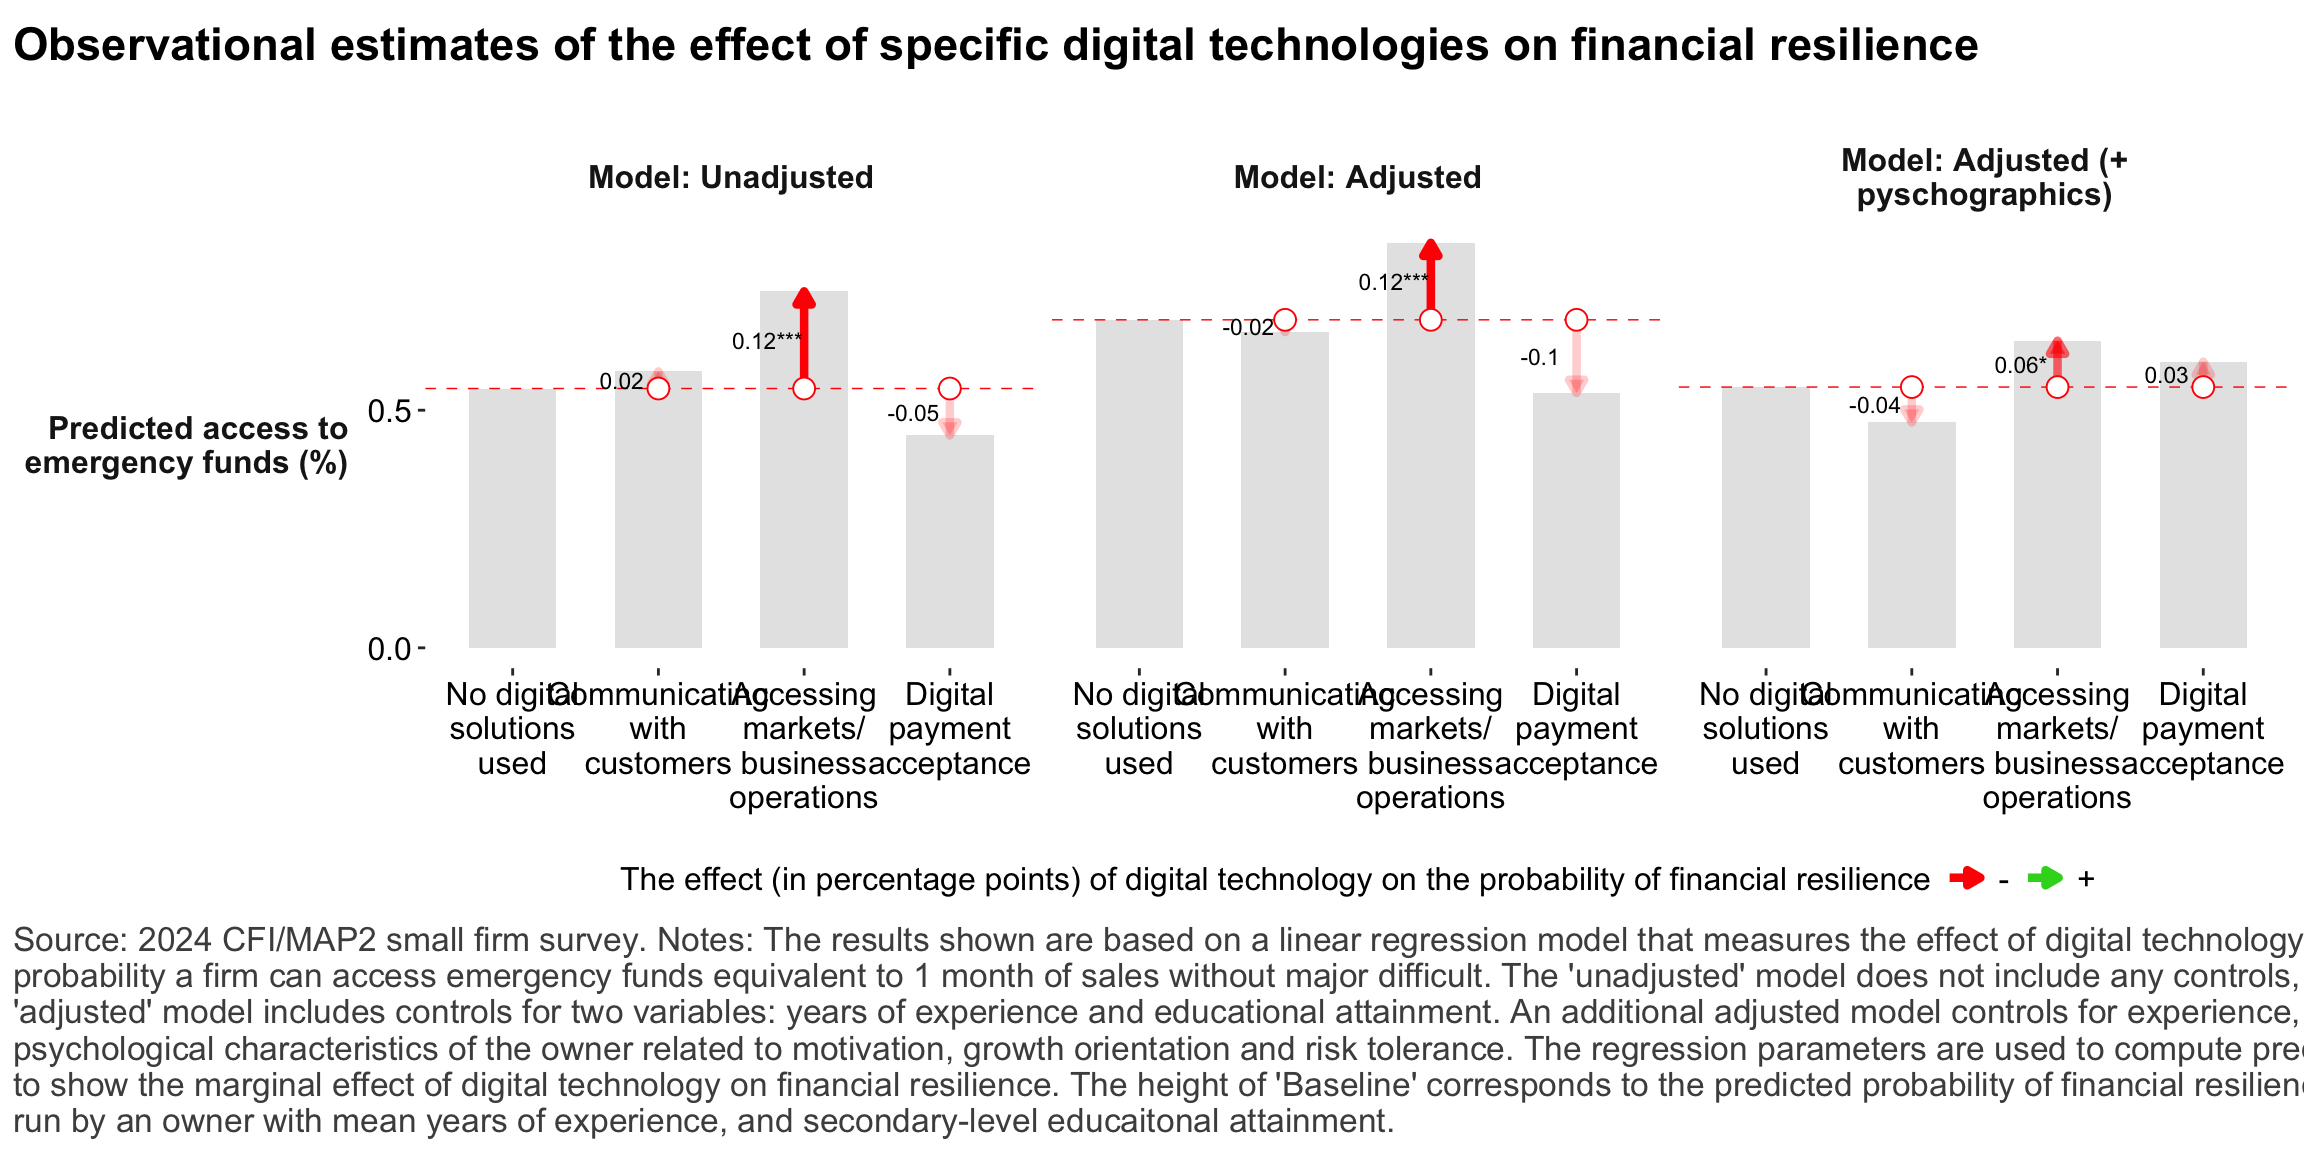 Observational estimates of the effect of specific digital technologies on financial resilience
Model: Unadjusted
Model: Adjusted
Model: Adjusted (+
pyschographics)
Predicted access to
emergency funds (%)
0.5
0.0
0.02
0.12***
-0.05
-0.02
0.12***
-0.1
-0.04
0.06*
0.03
No digital
solutions
used
Communicating
with
customers
Accessing
markets/
business
operations
Digital
payment
acceptance
No digital
solutions
used
Communicating
with
customers
Accessing
markets/
business
operations
Digital
payment
acceptance
No digital
solutions
used
Communicating
with
customers
Accessing
markets/
business
operations
Digital
payment
acceptance
The effect (in percentage points) of digital technology on the probability of financial resilience - +
Source: 2024 CFI/MAP2 small firm survey. Notes: The results shown are based on a linear regression model that measures the effect of digital technology
probability a firm can access emergency funds equivalent to 1 month of sales without major difficult. The 'unadjusted' model does not include any controls,
'adjusted' model includes controls for two variables: years of experience and educational attainment. An additional adjusted model controls for experience,
psychological characteristics of the owner related to motivation, growth orientation and risk tolerance. The regression parameters are used to compute
to show the marginal effect of digital technology on financial resilience. The height of 'Baseline' corresponds to the predicted probability of financial
run by an owner with mean years of experience, and secondary-level educaitonal attainment.